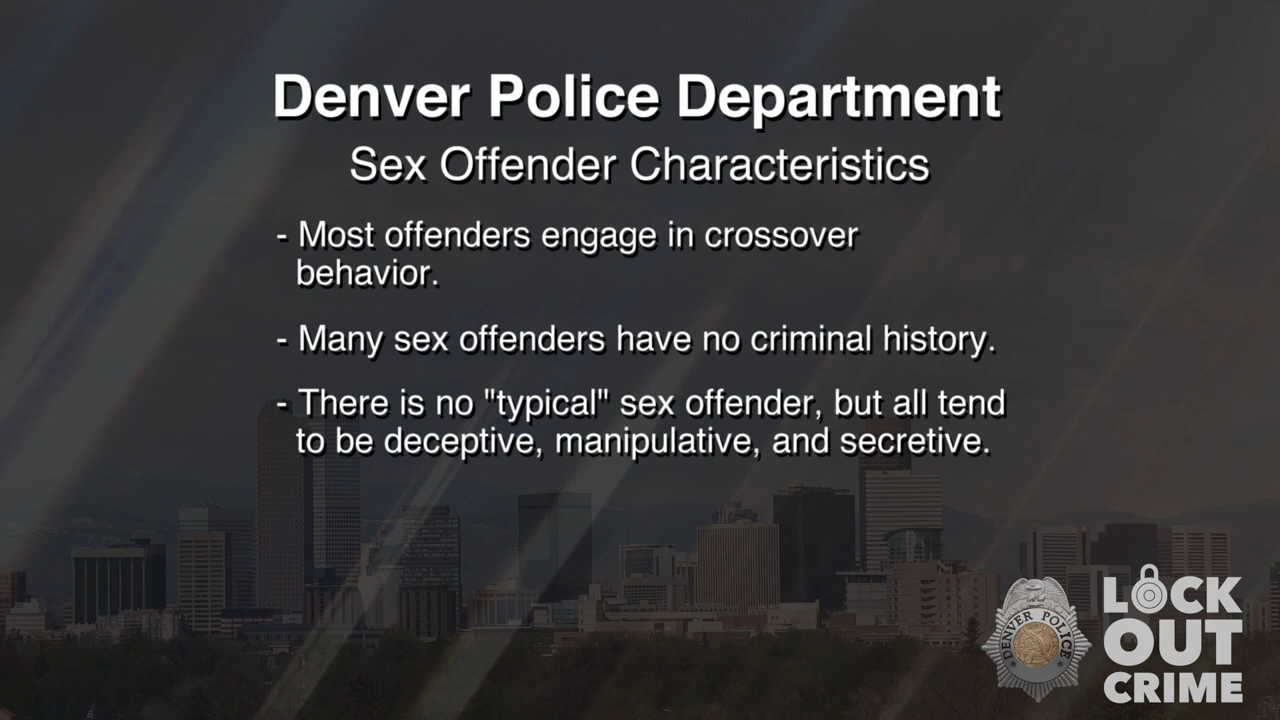 Denver Police Department
Sex Offender Characteristics
- Most offenders engage in crossover
behavior.
- Many sex offenders have no criminal history.
- There is no "typical" sex offender, but all tend
to be deceptive, manipulative, and secretive.
DENVER POLICE
LOCK
OUT
CRIME